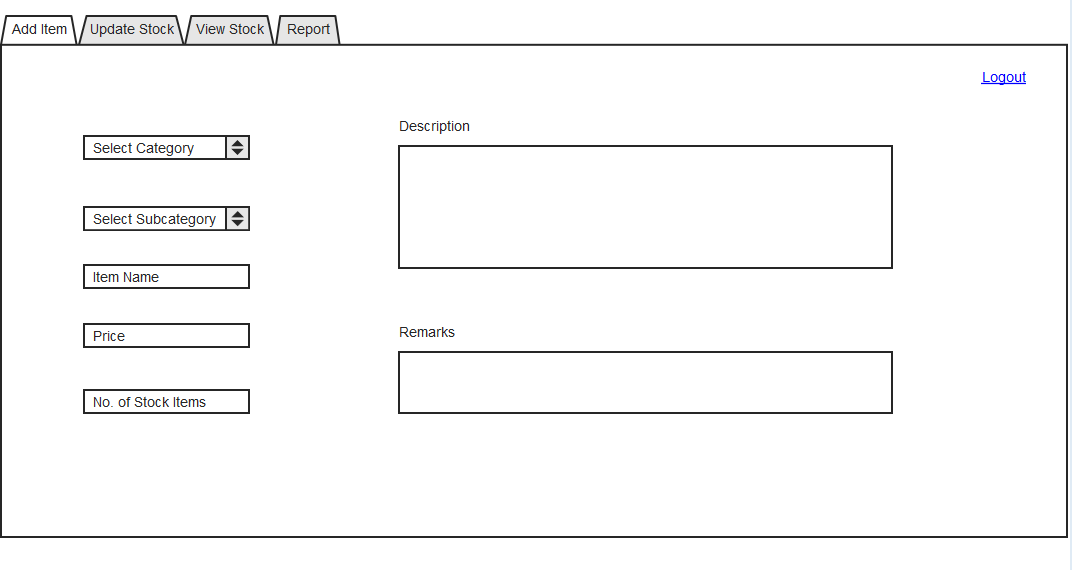 Add Item
Update Stock
View Stock
Report
Logout
Select Category
Select Subcategory
Item Name
Price
No. of Stock Items
Description
Remarks